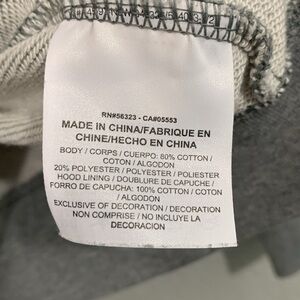 RN#56323 - CA#05553
MADE IN CHINA/FABRIQUE EN
CHINE/HECHO EN CHINA
BODY / CORPS / CUERPO: 80% COTTON /
COTON / ALGODON
20% POLYESTER / POLYESTER / POLIESTER
HOOD LINING / DOUBLURE DE CAPUCHE /
FORRO DE CAPUCHA: 100% COTTON / COTON
/ ALGODON
EXCLUSIVE OF DECORATION / DECORATION
NON COMPRISE / NO INCLUYE LA
DECORACION